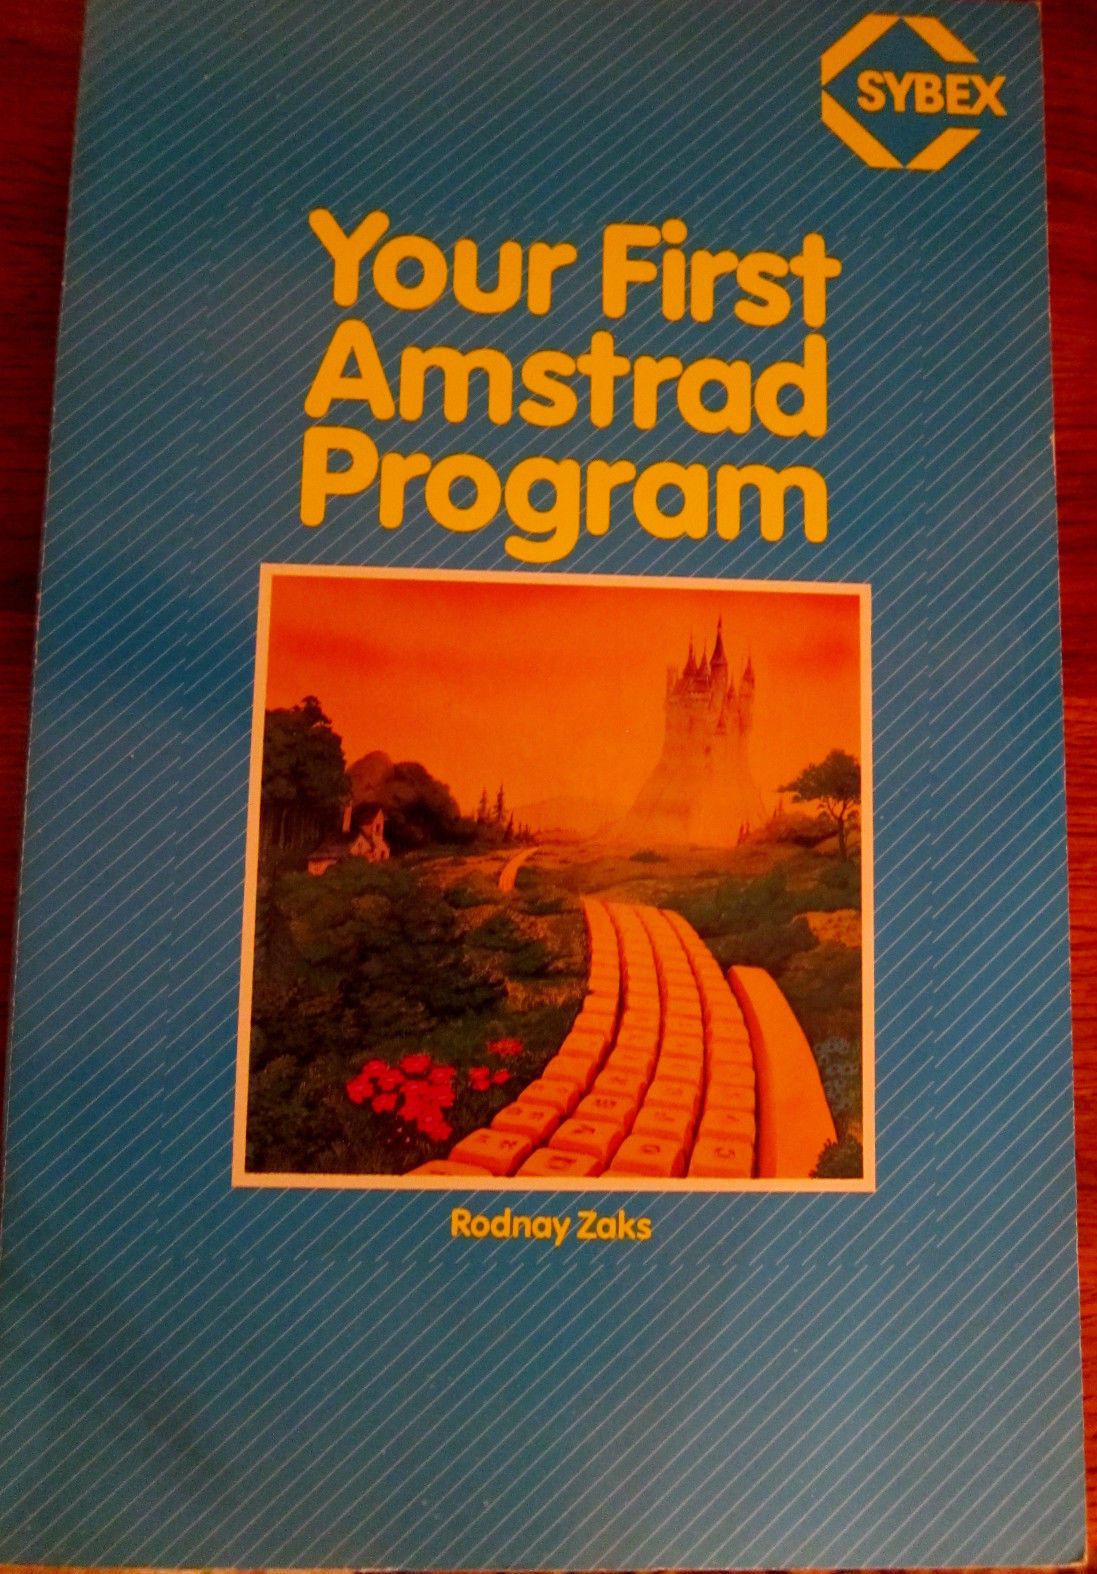 SYBEX
Your First
Amstrad
Program
Rodnay Zaks